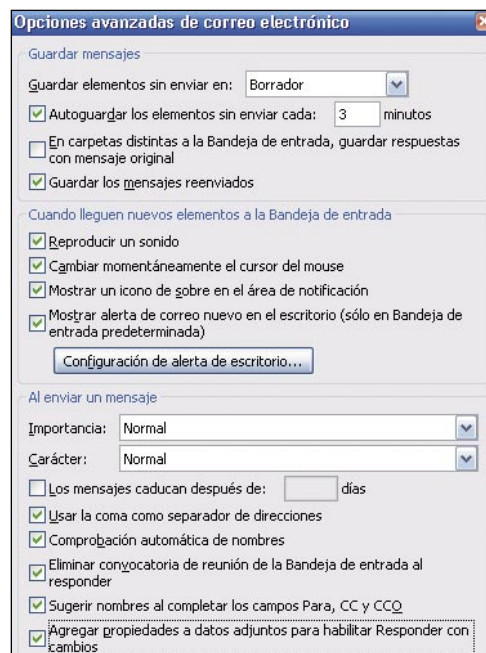 Opciones avanzadas de correo electrónico
Guardar mensajes
Guardar elementos sin enviar en: Borrador
Autoguardar los elementos sin enviar cada: 3 minutos
En carpetas distintas a la Bandeja de entrada, guardar respuestas
con mensaje original
Guardar los mensajes reenviados
Cuando lleguen nuevos elementos a la Bandeja de entrada
Reproducir un sonido
Cambiar momentáneamente el cursor del mouse
Mostrar un icono de sobre en el área de notificación
Mostrar alerta de correo nuevo en el escritorio (sólo en Bandeja de
entrada predeterminada)
Configuración de alerta de escritorio...
Al enviar un mensaje
Importancia: Normal
Carácter: Normal
Los mensajes caducan después de: días
Usar la coma como separador de direcciones
Comprobación automática de nombres
Eliminar convocatoria de reunión de la Bandeja de entrada al
responder
Sugerir nombres al completar los campos Para, CC y CCO
Agregar propiedades a datos adjuntos para habilitar Responder con
cambios